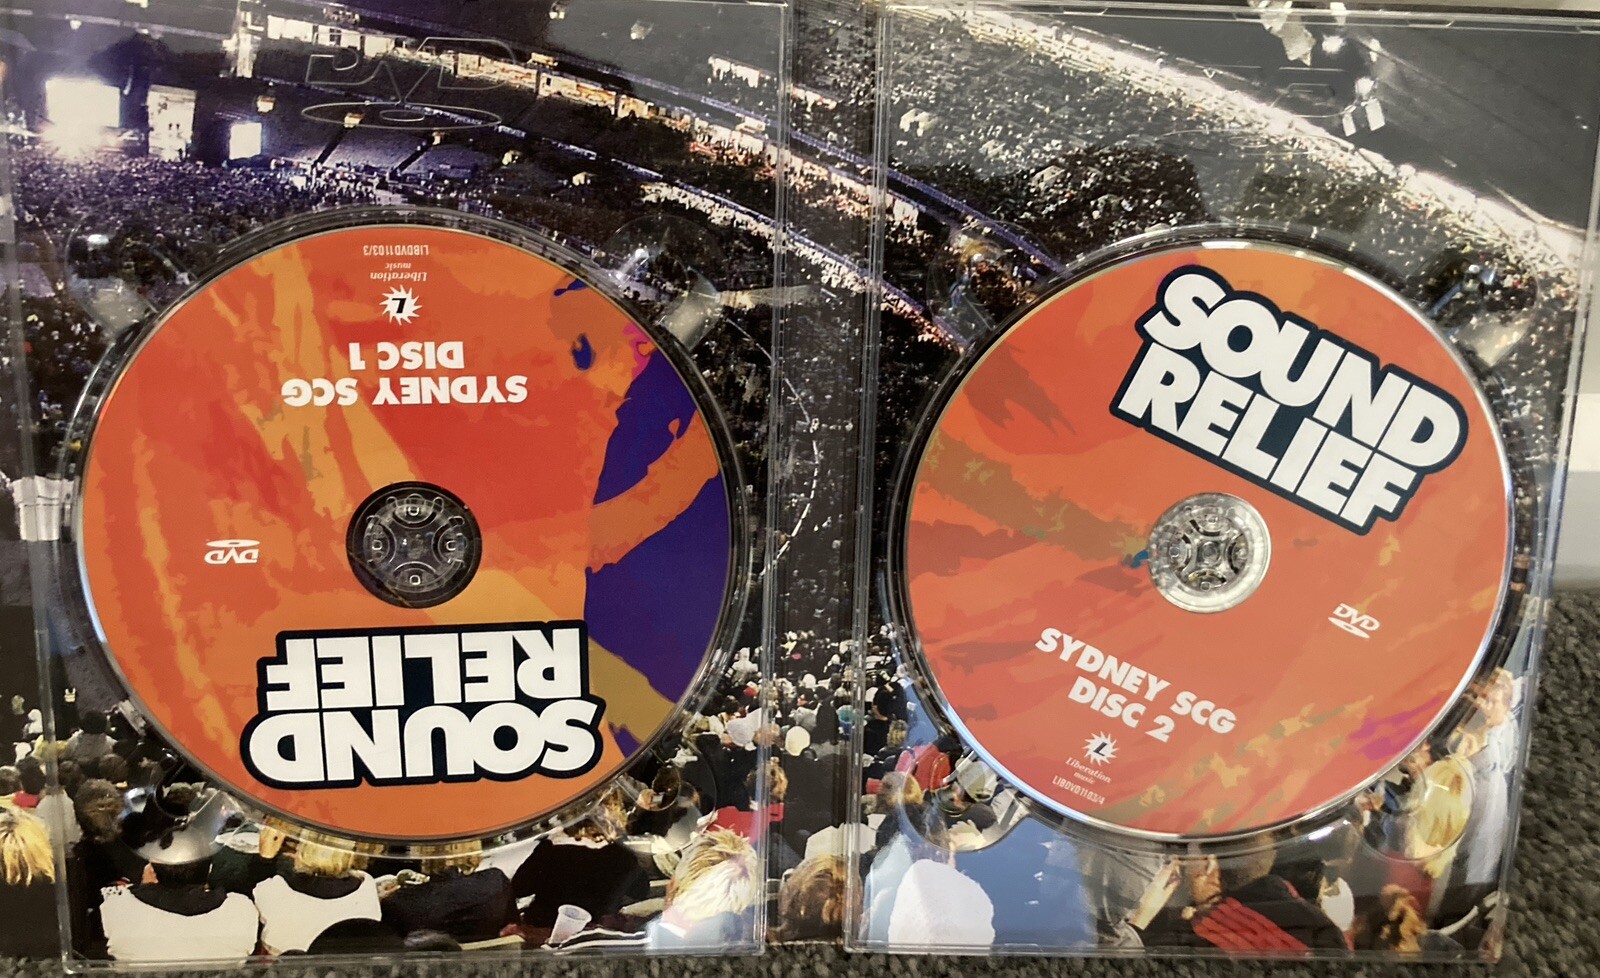 DVD
SOUND
RELIEF
DVD
SYDNEY SCG
DISC 1
L
Liberation
music
LIBDVD1103/3
SOUND
RELIEF
DVD
SYDNEY SCG
DISC 2
L
Liberation
music
LIBDVD1103/4